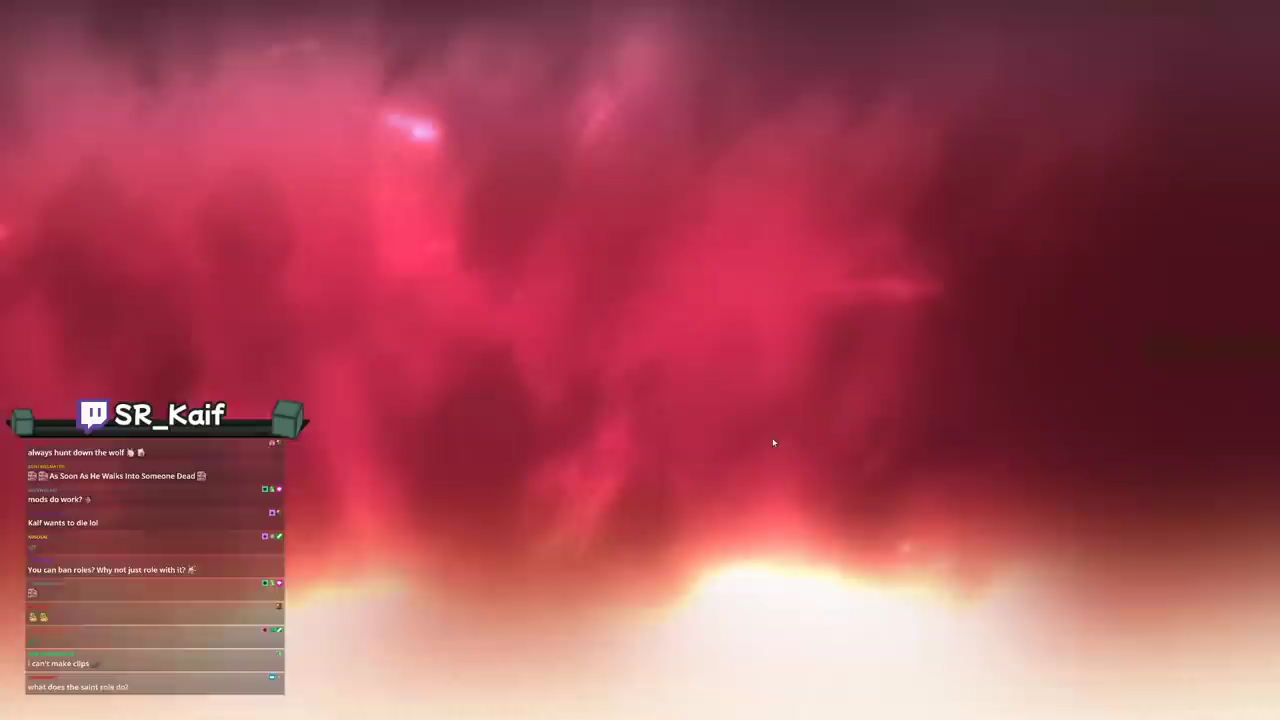 SR_Kaif
always hunt down the wolf
As Soon As He Walks Into Someone Dead
mods do work?
Kaif wants to die lol
You can ban roles? Why not just role with it?
i can't make clips
what does the saint role do?